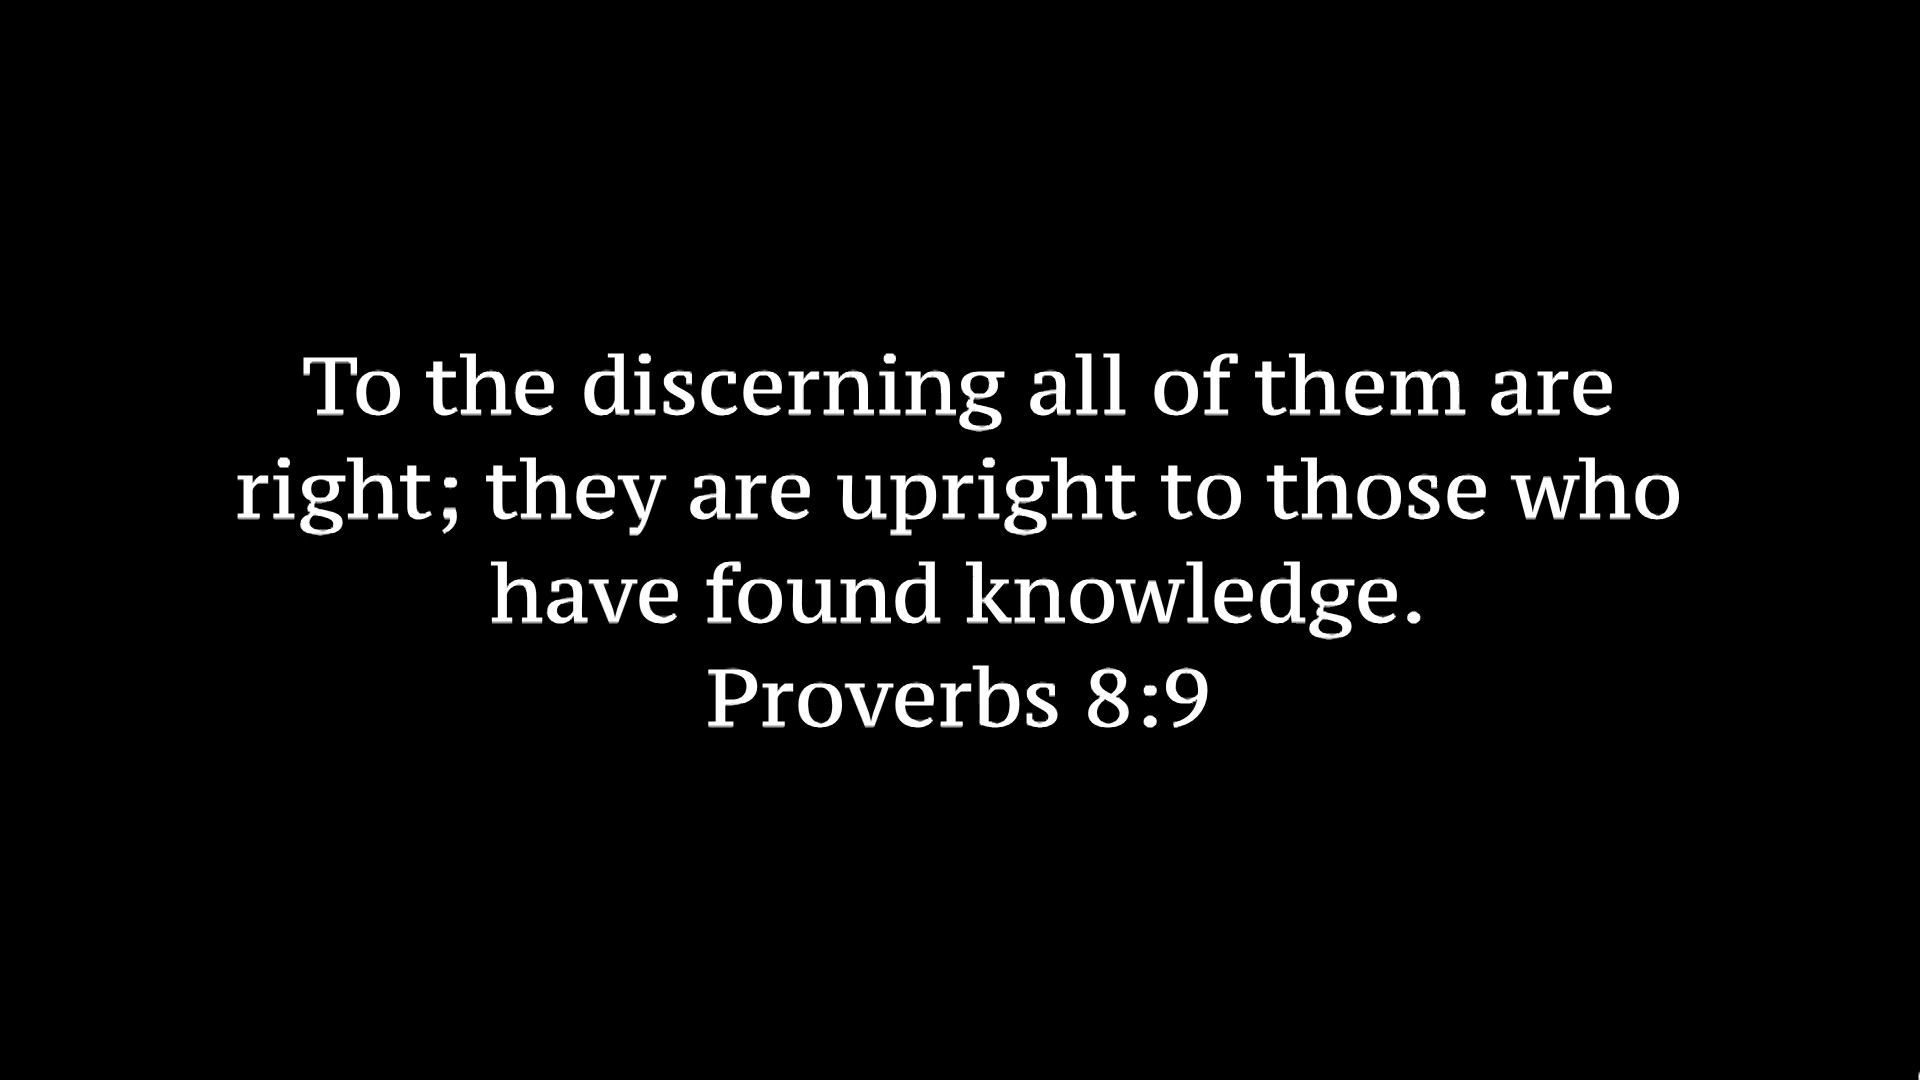 To the discerning all of them are
right; they are upright to those who
have found knowledge.
Proverbs 8:9